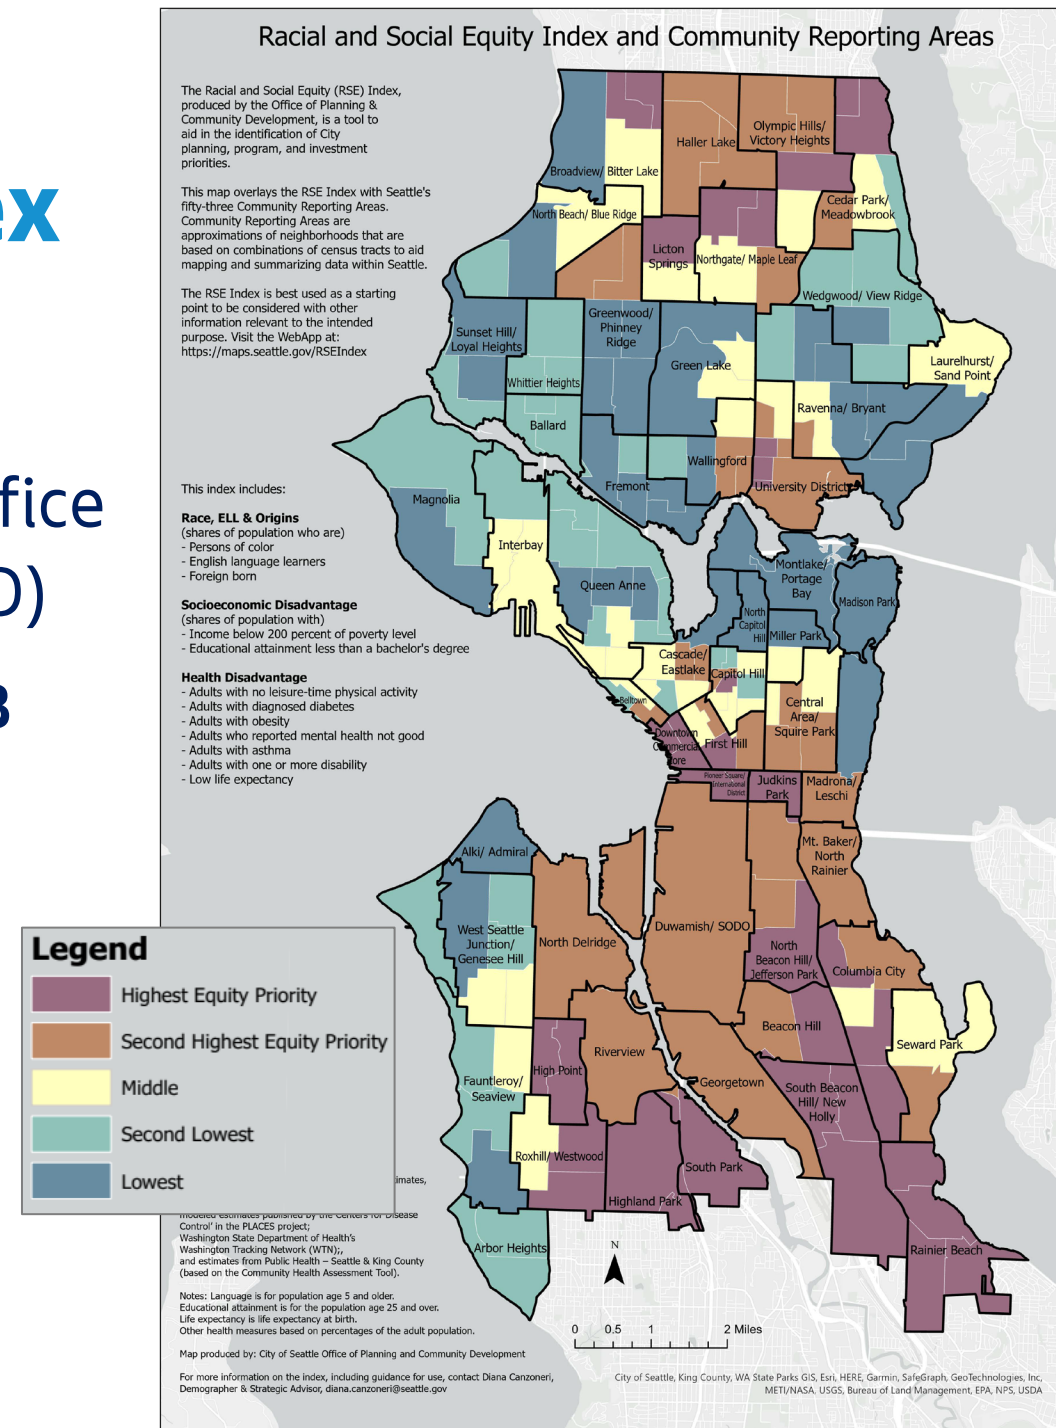 Racial and Social Equity Index and Community Reporting Areas
The Racial and Social Equity (RSE) Index,
produced by the Office of Planning &
Community Development, is a tool to
aid in the identification of City
planning, program, and investment
priorities.
This map overlays the RSE Index with Seattle's
fifty-three Community Reporting Areas.
Community Reporting Areas are
approximations of neighborhoods that are
based on combinations of census tracts to aid
mapping and summarizing data within Seattle.
The RSE Index is best used as a starting
point to be considered with other
information relevant to the intended
purpose. Visit the WebApp at:
https://maps.seattle.gov/RSEIndex
ex
ffice
D)
3
This index includes:
Race, ELL & Origins
(shares of population who are)
- Persons of color
- English language learners
- Foreign born
Socioeconomic Disadvantage
(shares of population with)
- Income below 200 percent of poverty level
- Educational attainment less than a bachelor's degree
Health Disadvantage
- Adults with no leisure-time physical activity
- Adults with diagnosed diabetes
- Adults with obesity
- Adults who reported mental health not good
- Adults with asthma
- Adults with one or more disability
- Low life expectancy
Haller Lake
Olympic Hills/
Victory Heights
Broadview/ Bitter Lake
Cedar Park/
Meadowbrook
North Beach/ Blue Ridge
Licton
Springs
Northgate/ Maple Leaf
Wedgwood/ View Ridge
Greenwood/
Phinney
Ridge
Sunset Hill/
Loyal Heights
Green Lake
Laurelhurst/
Sand Point
Whittier Heights
Ravenna/ Bryant
Ballard
Wallingford
Fremont
University District
Magnolia
Interbay
Queen Anne
Montlake/
Portage
Bay
Madison Park
North
Capitol
Hill
Miller Park
Cascade/
Eastlake
Capitol Hill
Belltown
Central
Area/
Squire Park
Downtown
Commercial
Core
First Hill
Pioneer Square/
International
District
Judkins
Park
Madrona/
Leschi
Mt. Baker/
North
Rainier
Alki/ Admiral
West Seattle
Junction/
Genesee Hill
North Delridge
Duwamish/ SODO
North
Beacon Hill/
Jefferson Park
Columbia City
Beacon Hill
Seward Park
Riverview
High Point
Georgetown
Fauntleroy/
Seaview
South Beacon
Hill/ New
Holly
Roxhill/ Westwood
South Park
Highland Park
Arbor Heights
Rainier Beach
Legend
Highest Equity Priority
Second Highest Equity Priority
Middle
Second Lowest
Lowest
timates,
modeled estimates published by the Centers for Disease
Control' in the PLACES project;
Washington State Department of Health's
Washington Tracking Network (WTN);,
and estimates from Public Health – Seattle & King County
(based on the Community Health Assessment Tool).
Notes: Language is for population age 5 and older.
Educational attainment is for the population age 25 and over.
Life expectancy is life expectancy at birth.
Other health measures based on percentages of the adult population.
Map produced by: City of Seattle Office of Planning and Community Development
For more information on the index, including guidance for use, contact Diana Canzoneri,
Demographer & Strategic Advisor, diana.canzoneri@seattle.gov
N
0 0.5 1 2 Miles
City of Seattle, King County, WA State Parks GIS, Esri, HERE, Garmin, SafeGraph, GeoTechnologies, Inc,
METI/NASA, USGS, Bureau of Land Management, EPA, NPS, USDA